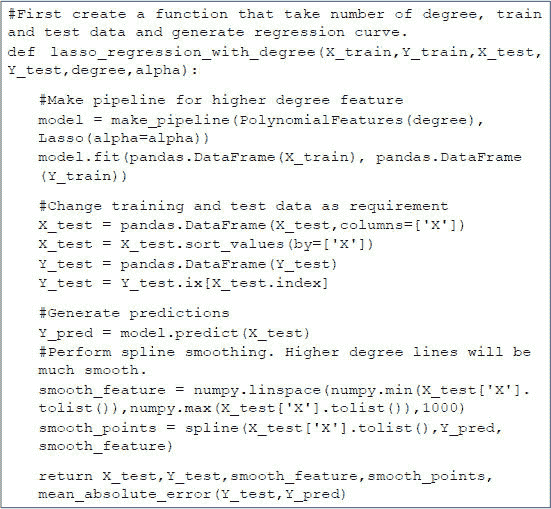 #First create a function that take number of degree, train
and test data and generate regression curve.
def lasso_regression_with_degree(X_train,Y_train,X_test,
Y_test,degree,alpha):
#Make pipeline for higher degree feature
model = make_pipeline(PolynomialFeatures(degree),
Lasso(alpha=alpha))
model.fit(pandas.DataFrame(X_train), pandas.DataFrame
(Y_train))
#Change training and test data as requirement
X_test = pandas.DataFrame(X_test,columns=['X'])
X_test = X_test.sort_values(by=['X'])
Y_test = pandas.DataFrame(Y_test)
Y_test = Y_test.ix[X_test.index]
#Generate predictions
Y_pred = model.predict(X_test)
#Perform spline smoothing. Higher degree lines will be
much smooth.
smooth_feature = numpy.linspace(numpy.min(X_test['X'].
tolist()),numpy.max(X_test['X'].tolist()),1000)
smooth_points = spline(X_test['X'].tolist(),Y_pred,
smooth_feature)
return X_test,Y_test,smooth_feature,smooth_points,
mean_absolute_error(Y_test,Y_pred)